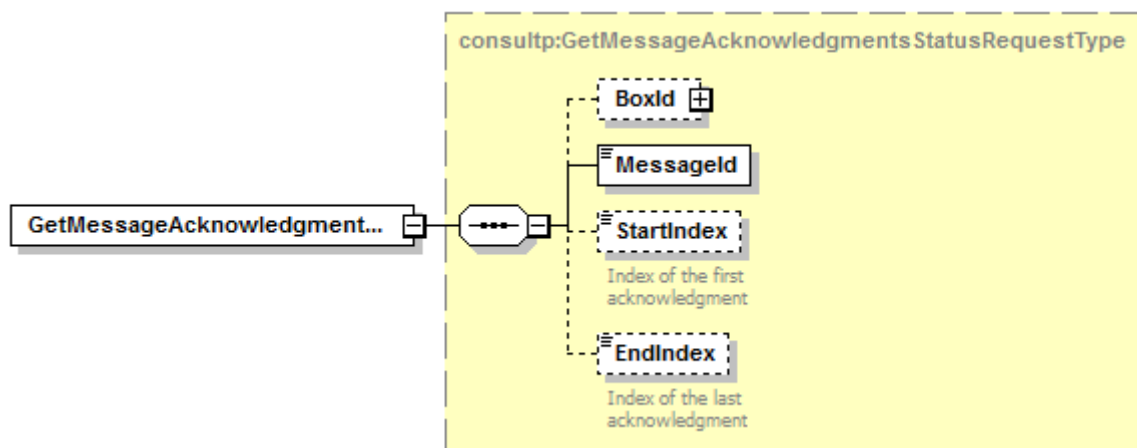 consultp:GetMessageAcknowledgmentsStatusRequestType
BoxId
MessageId
GetMessageAcknowledgment...
StartIndex
Index of the first
acknowledgment
EndIndex
Index of the last
acknowledgment